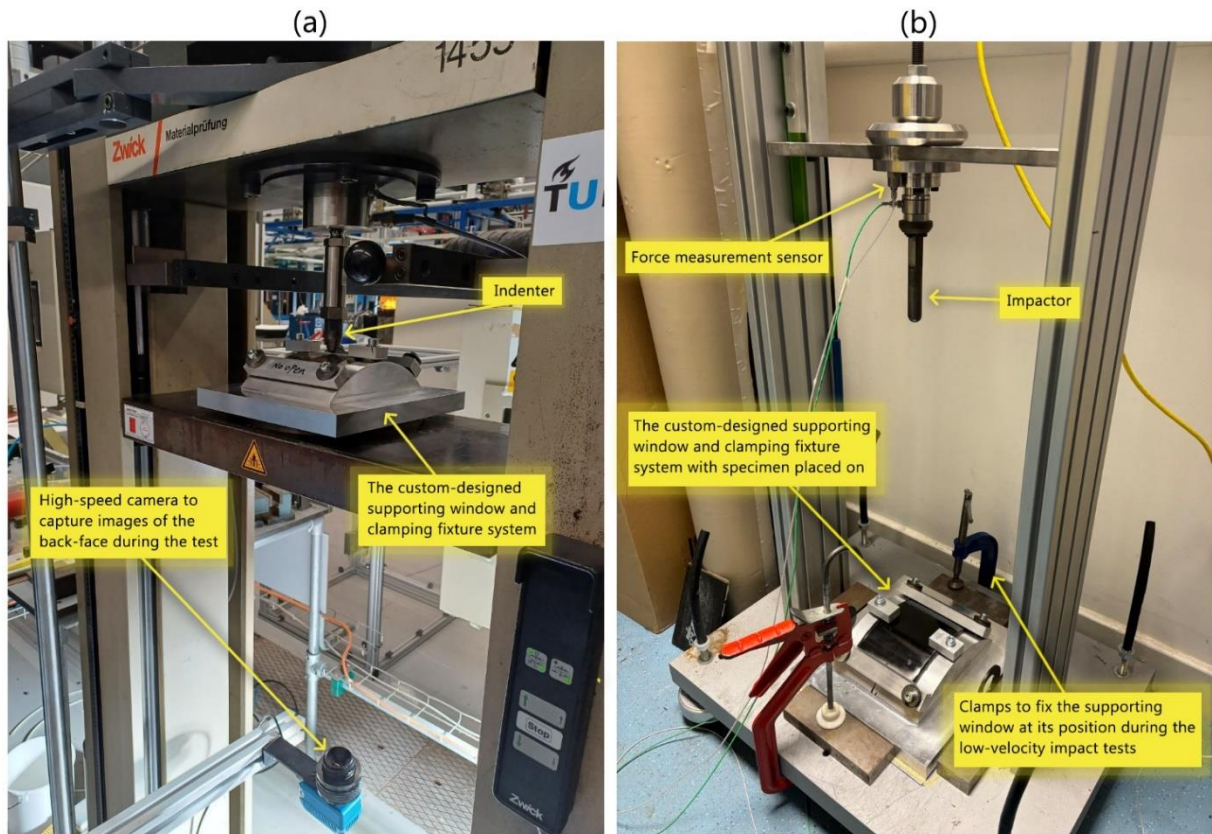 (a)
(b)
1455
Zwick
Materialprüfung
TU
Indenter
No open
High-speed camera to
capture images of the
back-face during the test
The custom-designed
supporting window and
clamping fixture system
Stop
Zwick
Force measurement sensor
Impactor
The custom-designed supporting
window and clamping fixture
system with specimen placed on
Clamps to fix the supporting
window at its position during the
low-velocity impact tests